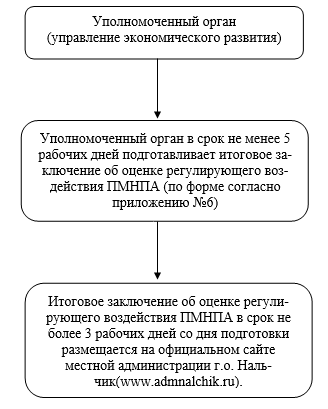 Уполномоченный орган
(управление экономического развития)
Уполномоченный орган в срок не менее 5
рабочих дней подготавливает итоговое за-
ключение об оценке регулирующего воз-
действия ПМНПА (по форме согласно
приложению №6)
Итоговое заключение об оценке регули-
рующего воздействия ПМНПА в срок не
более 3 рабочих дней со дня подготовки
размещается на официальном сайте
местной администрации г.о. Наль-
чик(www.admnalchik.ru).